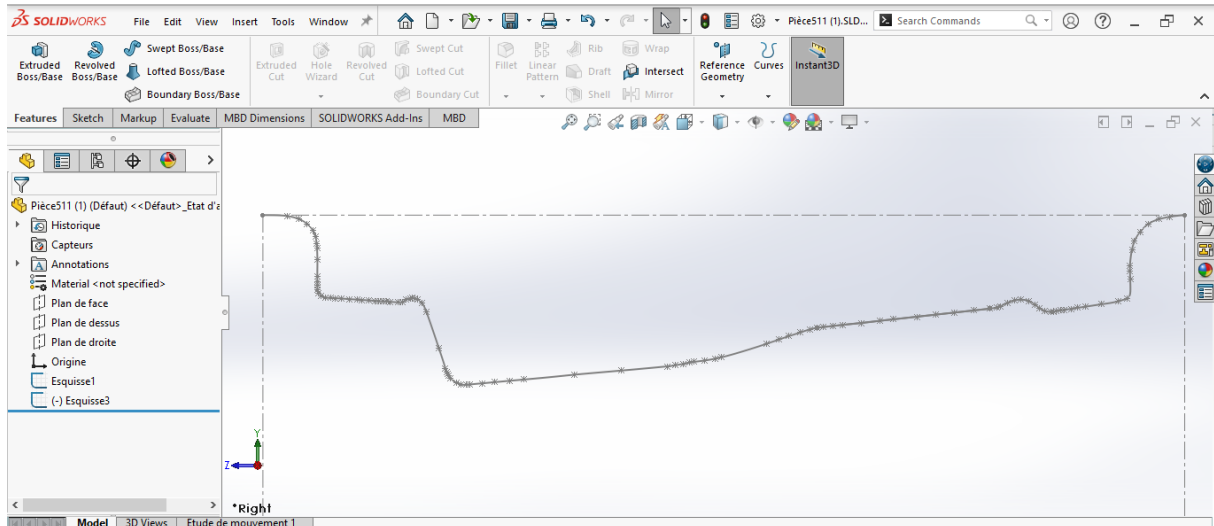 SOLIDWORKS File Edit View Insert Tools Window Pièce511 (1).SLD... Search Commands
Extruded Boss/Base
Revolved Boss/Base
Swept Boss/Base
Lofted Boss/Base
Boundary Boss/Base
Extruded Cut
Hole Wizard
Revolved Cut
Swept Cut
Lofted Cut
Boundary Cut
Fillet
Linear Pattern
Rib
Draft
Shell
Wrap
Intersect
Mirror
Reference Geometry
Curves
Instant3D
Features Sketch Markup Evaluate MBD Dimensions SOLIDWORKS Add-Ins MBD
Pièce511 (1) (Défaut) <<Défaut>_Etat d'a
Historique
Capteurs
Annotations
Material <not specified>
Plan de face
Plan de dessus
Plan de droite
Origine
Esquisse1
(-) Esquisse3
Y
Z
*Right
Model 3D Views Etude de mouvement 1